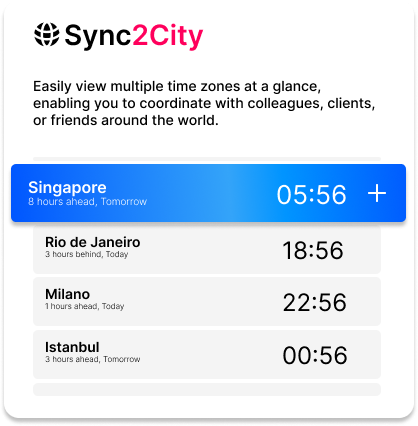 Sync2City
Easily view multiple time zones at a glance,
enabling you to coordinate with colleagues, clients,
or friends around the world.
Singapore
8 hours ahead, Tomorrow
05:56
Rio de Janeiro
3 hours behind, Today
18:56
Milano
1 hours ahead, Today
22:56
Istanbul
3 hours ahead, Tomorrow
00:56